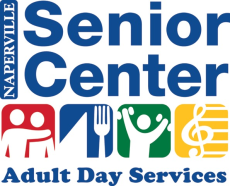 NAPERVILLE
Senior
Center
Adult Day Services